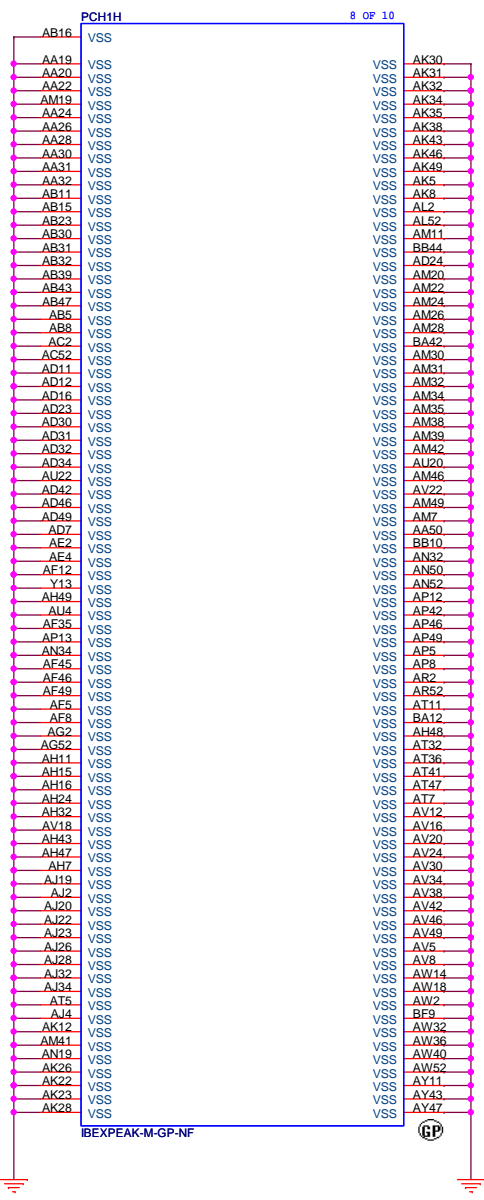 PCH1H 8 OF 10
AB16 VSS
AA19 VSS VSS AK30
AA20 VSS VSS AK31
AA22 VSS VSS AK32
AM19 VSS VSS AK34
AA24 VSS VSS AK35
AA26 VSS VSS AK38
AA28 VSS VSS AK43
AA30 VSS VSS AK46
AA31 VSS VSS AK49
AA32 VSS VSS AK5
AB11 VSS VSS AK8
AB15 VSS VSS AL2
AB23 VSS VSS AL52
AB30 VSS VSS AM11
AB31 VSS VSS BB44
AB32 VSS VSS AD24
AB39 VSS VSS AM20
AB43 VSS VSS AM22
AB47 VSS VSS AM24
AB5 VSS VSS AM26
AB8 VSS VSS AM28
AC2 VSS VSS BA42
AC52 VSS VSS AM30
AD11 VSS VSS AM31
AD12 VSS VSS AM32
AD16 VSS VSS AM34
AD23 VSS VSS AM35
AD30 VSS VSS AM38
AD31 VSS VSS AM39
AD32 VSS VSS AM42
AD34 VSS VSS AU20
AU22 VSS VSS AM46
AD42 VSS VSS AV22
AD46 VSS VSS AM49
AD49 VSS VSS AM7
AD7 VSS VSS AA50
AE2 VSS VSS BB10
AE4 VSS VSS AN32
AF12 VSS VSS AN50
Y13 VSS VSS AN52
AH49 VSS VSS AP12
AU4 VSS VSS AP42
AF35 VSS VSS AP46
AP13 VSS VSS AP49
AN34 VSS VSS AP5
AF45 VSS VSS AP8
AF46 VSS VSS AR2
AF49 VSS VSS AR52
AF5 VSS VSS AT11
AF8 VSS VSS BA12
AG2 VSS VSS AH48
AG52 VSS VSS AT32
AH11 VSS VSS AT36
AH15 VSS VSS AT41
AH16 VSS VSS AT47
AH24 VSS VSS AT7
AH32 VSS VSS AV12
AV18 VSS VSS AV16
AH43 VSS VSS AV20
AH47 VSS VSS AV24
AH7 VSS VSS AV30
AJ19 VSS VSS AV34
AJ2 VSS VSS AV38
AJ20 VSS VSS AV42
AJ22 VSS VSS AV46
AJ23 VSS VSS AV49
AJ26 VSS VSS AV5
AJ28 VSS VSS AV8
AJ32 VSS VSS AW14
AJ34 VSS VSS AW18
AT5 VSS VSS AW2
AJ4 VSS VSS BF9
AK12 VSS VSS AW32
AM41 VSS VSS AW36
AN19 VSS VSS AW40
AK26 VSS VSS AW52
AK22 VSS VSS AY11
AK23 VSS VSS AY43
AK28 VSS VSS AY47
IBEXPEAK-M-GP-NF GP